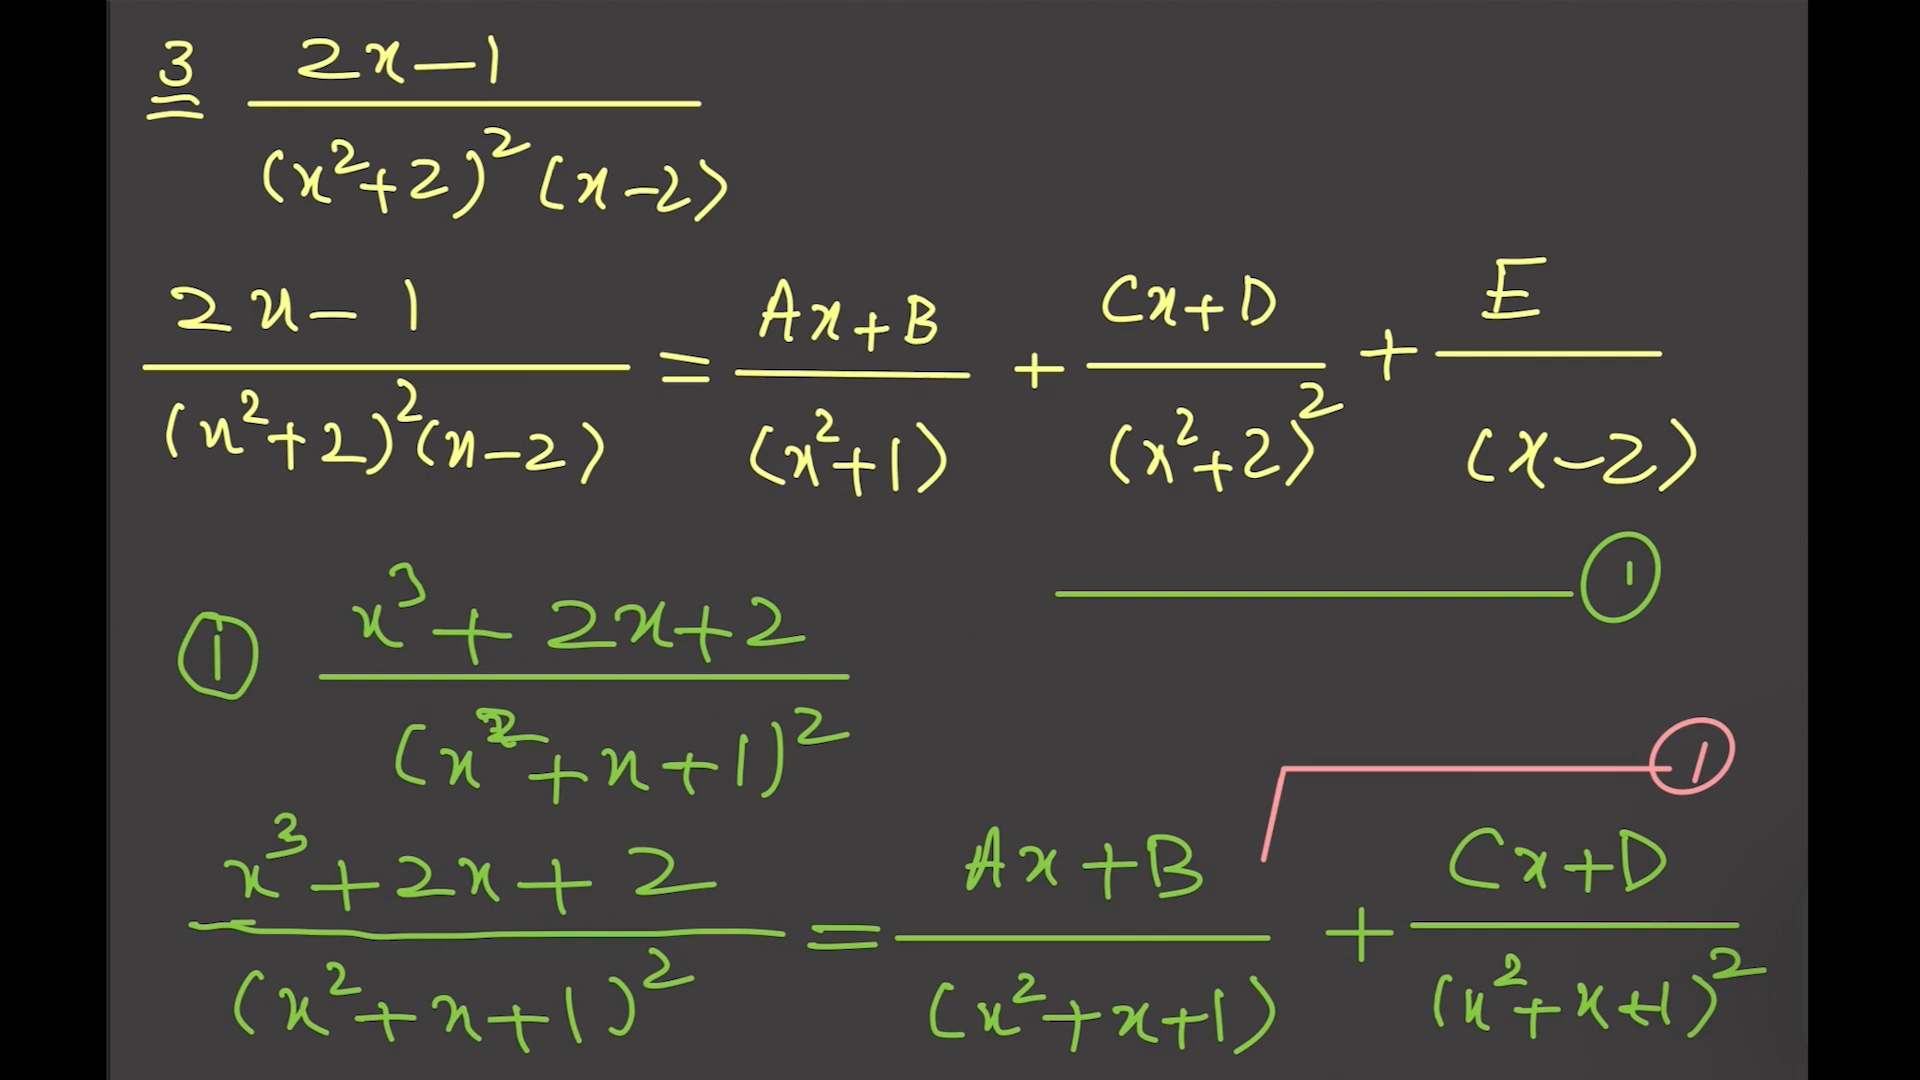 3 (2x-1)/((x²+2)²(x-2))
(2x-1)/((x²+2)²(x-2)) = (Ax+B)/(x²+1) + (Cx+D)/(x²+2)² + E/(x-2)
①
① (x³+2x+2)/(x²+x+1)²
①
(x³+2x+2)/(x²+x+1)² = (Ax+B)/(x²+x+1) + (Cx+D)/(x²+x+1)²